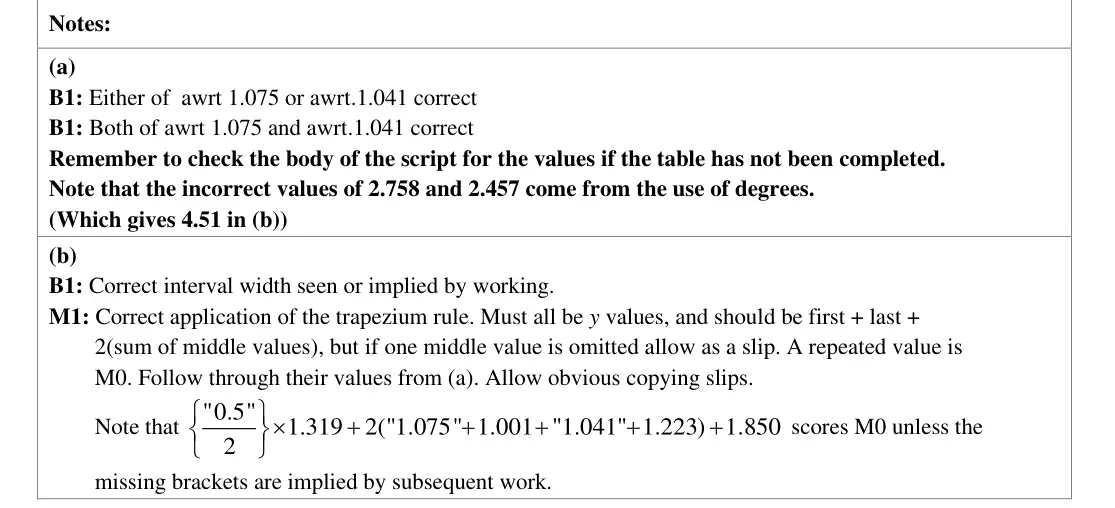 Notes:
(a)
B1: Either of awrt 1.075 or awrt.1.041 correct
B1: Both of awrt 1.075 and awrt.1.041 correct
Remember to check the body of the script for the values if the table has not been completed.
Note that the incorrect values of 2.758 and 2.457 come from the use of degrees.
(Which gives 4.51 in (b))
(b)
B1: Correct interval width seen or implied by working.
M1: Correct application of the trapezium rule. Must all be y values, and should be first + last +
2(sum of middle values), but if one middle value is omitted allow as a slip. A repeated value is
M0. Follow through their values from (a). Allow obvious copying slips.
Note that {"0.5"/2}×1.319+2("1.075"+1.001+"1.041"+1.223)+1.850 scores M0 unless the
missing brackets are implied by subsequent work.